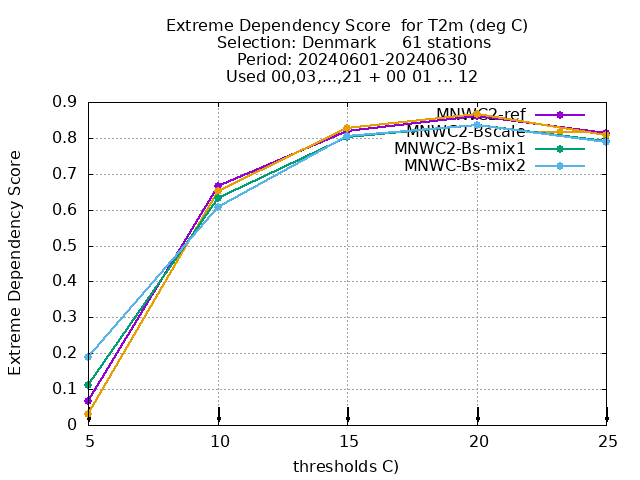 Extreme Dependency Score  for T2m (deg C)
Selection: Denmark     61 stations
Period: 20240601-20240630
Used 00,03,...,21 + 00 01 ... 12
Extreme Dependency Score
0.9
0.8
0.7
0.6
0.5
0.4
0.3
0.2
0.1
0
MNWC2-ref
MNWC2-Bscale
MNWC2-Bs-mix1
MNWC-Bs-mix2
5 10 15 20 25
thresholds C)